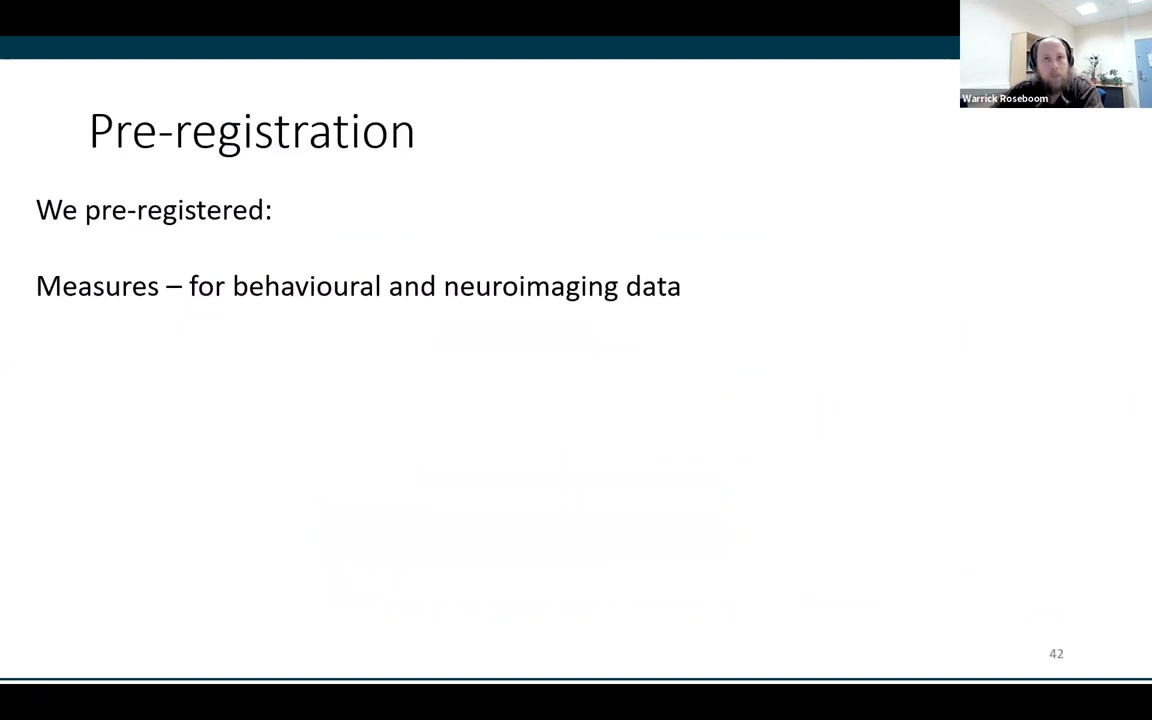 Warrick Roseboom
Pre-registration
We pre-registered:
Measures – for behavioural and neuroimaging data
42